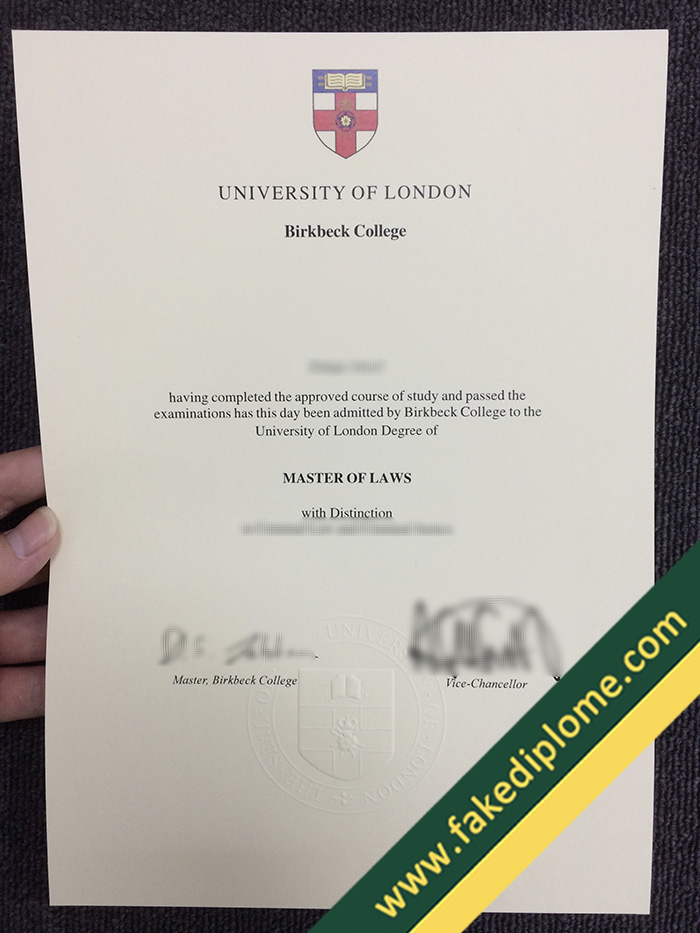 UNIVERSITY OF LONDON
Birkbeck College
having completed the approved course of study and passed the
examinations has this day been admitted by Birkbeck College to the
University of London Degree of
MASTER OF LAWS
with Distinction
Master, Birkbeck College
Vice-Chancellor
UNIVERSITY
LONDON
www.fakediplome.com